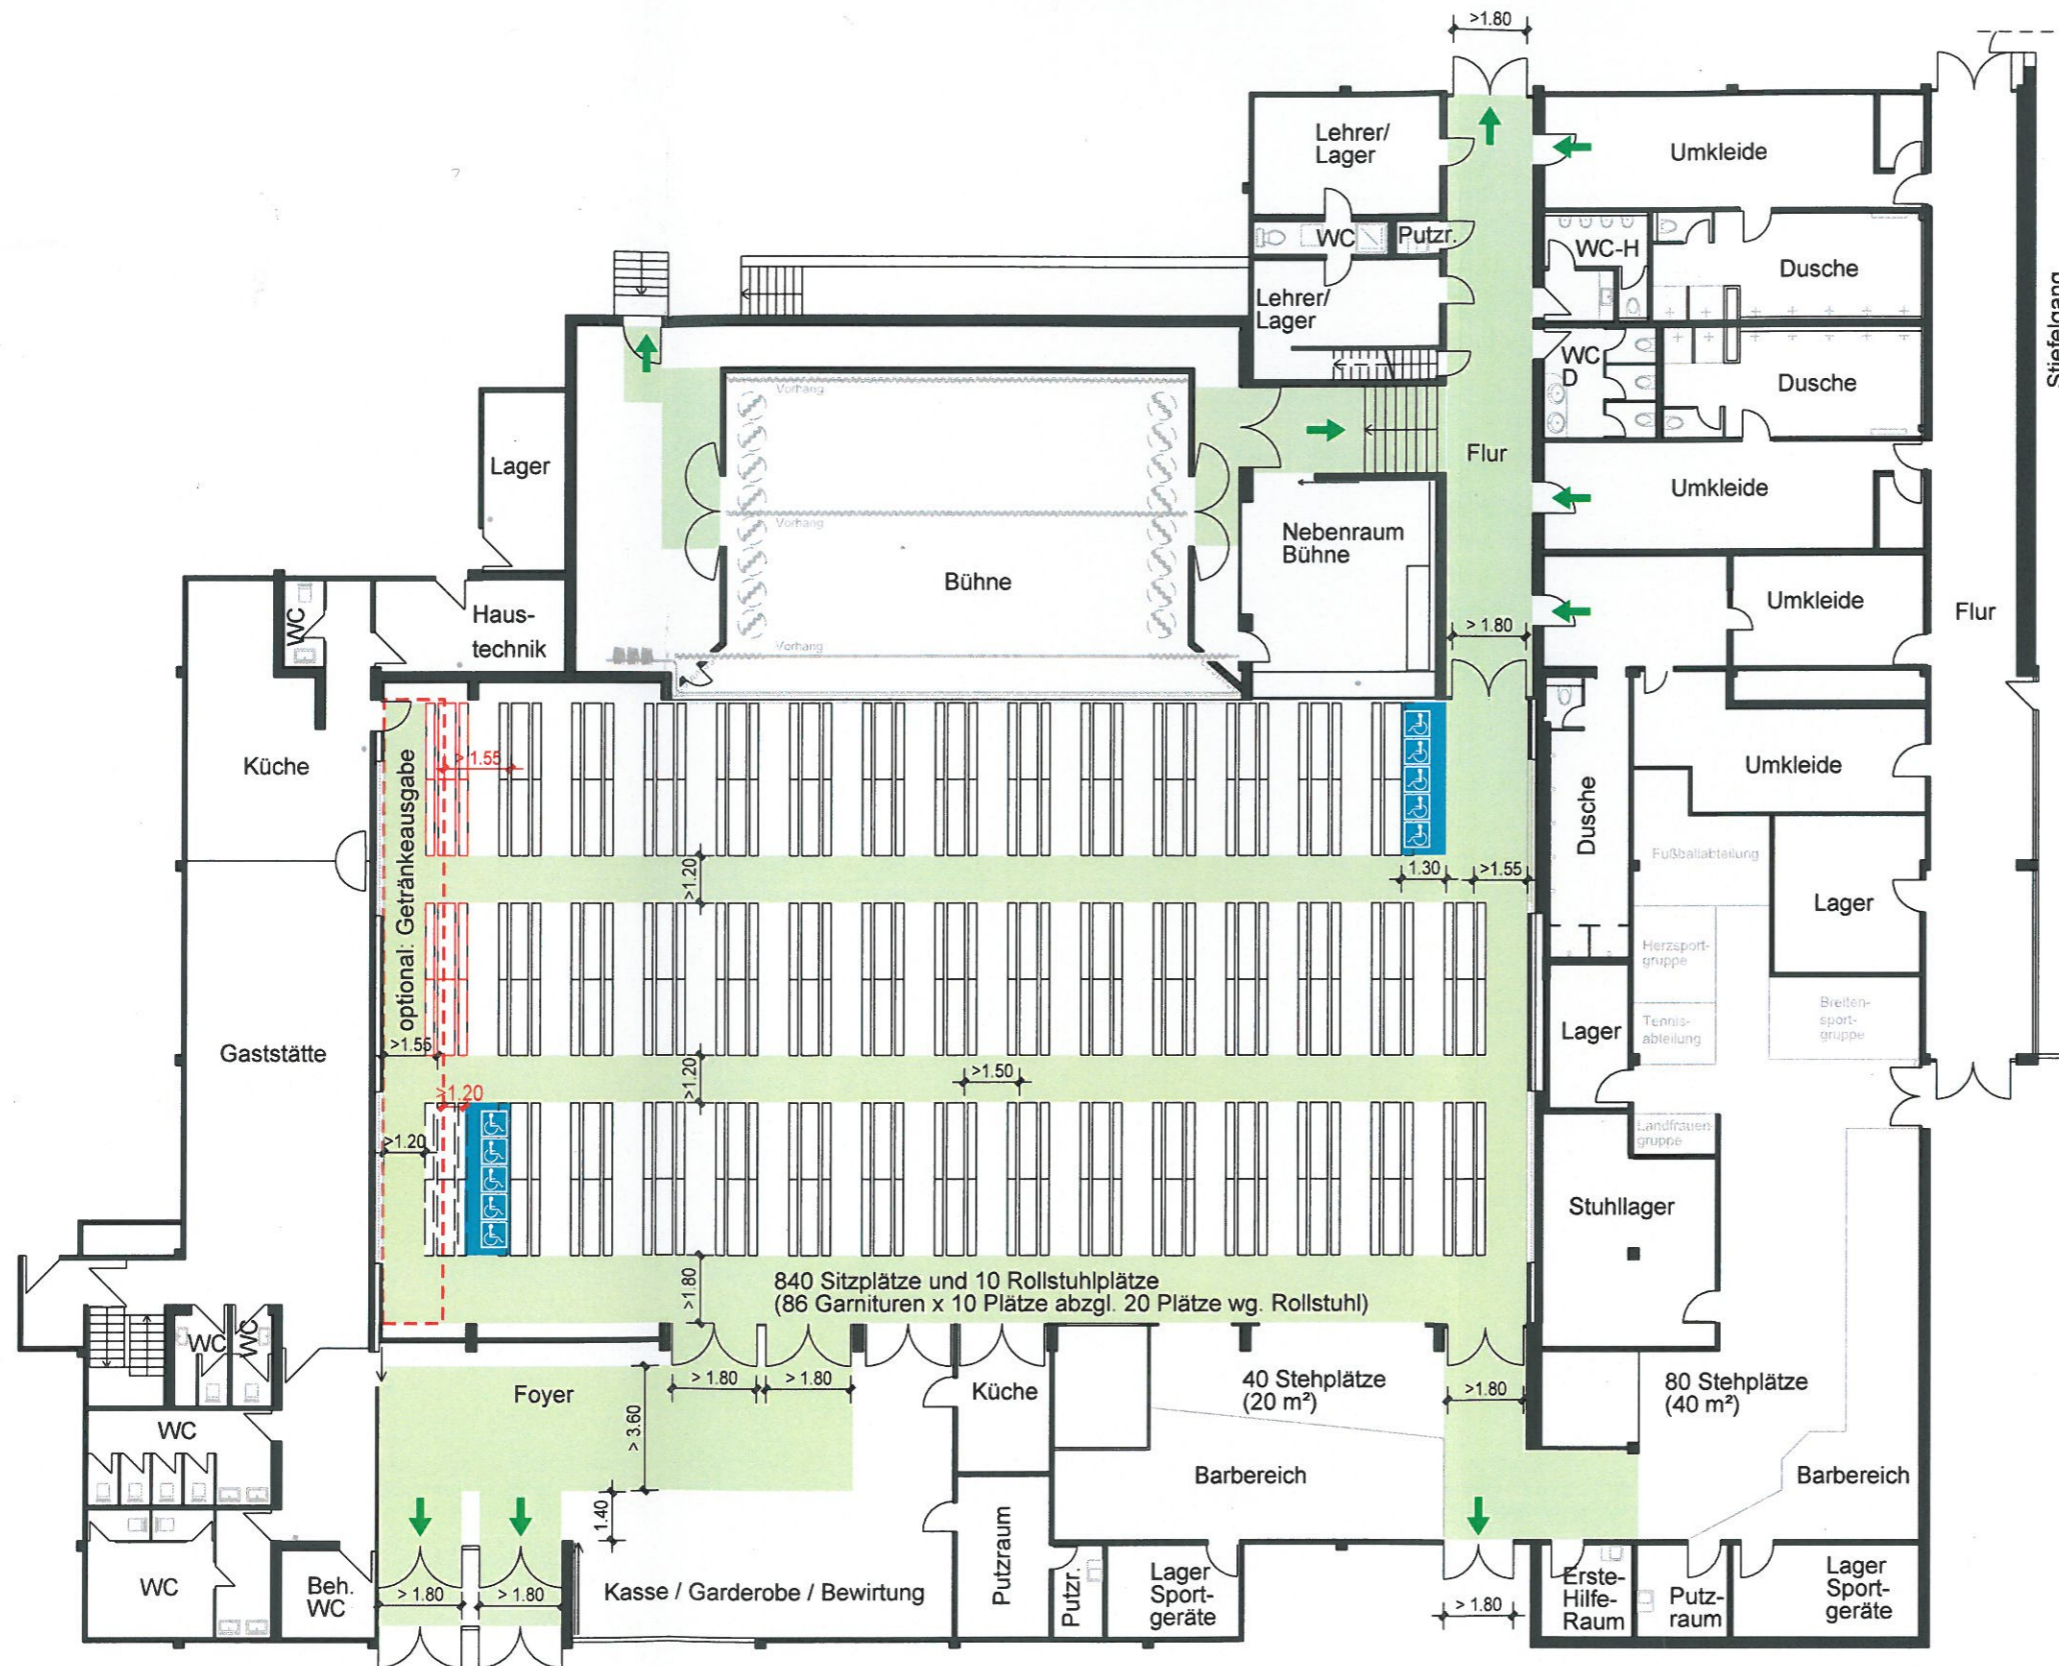 >1.80
Lehrer/
Lager
Umkleide
WC
Putzr.
WC-H
Dusche
Lehrer/
Lager
Stiefelgang
WC
D
Dusche
Vorhang
Lager
Flur
Umkleide
Vorhang
Nebenraum
Bühne
Bühne
WC
Haus-
technik
Umkleide
Flur
> 1.80
Vorhang
Küche
optional: Getränkeausgabe
> 1.55
Umkleide
Dusche
Fußballabteilung
>1.20
1.30
>1.55
Lager
Herzsport-
gruppe
Breiten-
sport-
gruppe
Tennis-
abteilung
Lager
Gaststätte
>1.55
>1.20
>1.50
>1.20
>1.20
Landfrauen-
gruppe
Stuhllager
>1.80
840 Sitzplätze und 10 Rollstuhlplätze
(86 Garnituren x 10 Plätze abzgl. 20 Plätze wg. Rollstuhl)
WC
WC
Foyer
> 1.80
> 1.80
Küche
40 Stehplätze
(20 m²)
>1.80
80 Stehplätze
(40 m²)
WC
> 3.60
Barbereich
Barbereich
1.40
Putzraum
WC
Beh.
WC
> 1.80
> 1.80
Kasse / Garderobe / Bewirtung
Putzr.
Lager
Sport-
geräte
> 1.80
Erste-
Hilfe-
Raum
Putz-
raum
Lager
Sport-
geräte